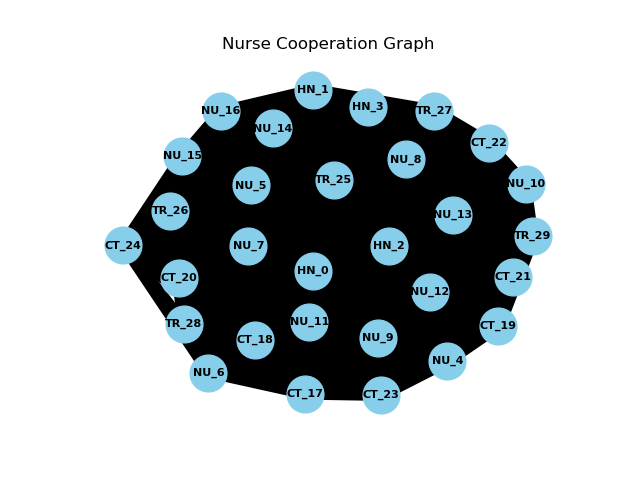 Nurse Cooperation Graph
HN_1
HN_3
NU_16
TR_27
NU_14
CT_22
NU_15
NU_8
TR_25
NU_5
NU_10
TR_26
NU_13
TR_29
CT_24
NU_7
HN_2
HN_0
CT_20
CT_21
NU_12
NU_11
TR_28
CT_19
NU_9
CT_18
NU_4
NU_6
CT_17
CT_23